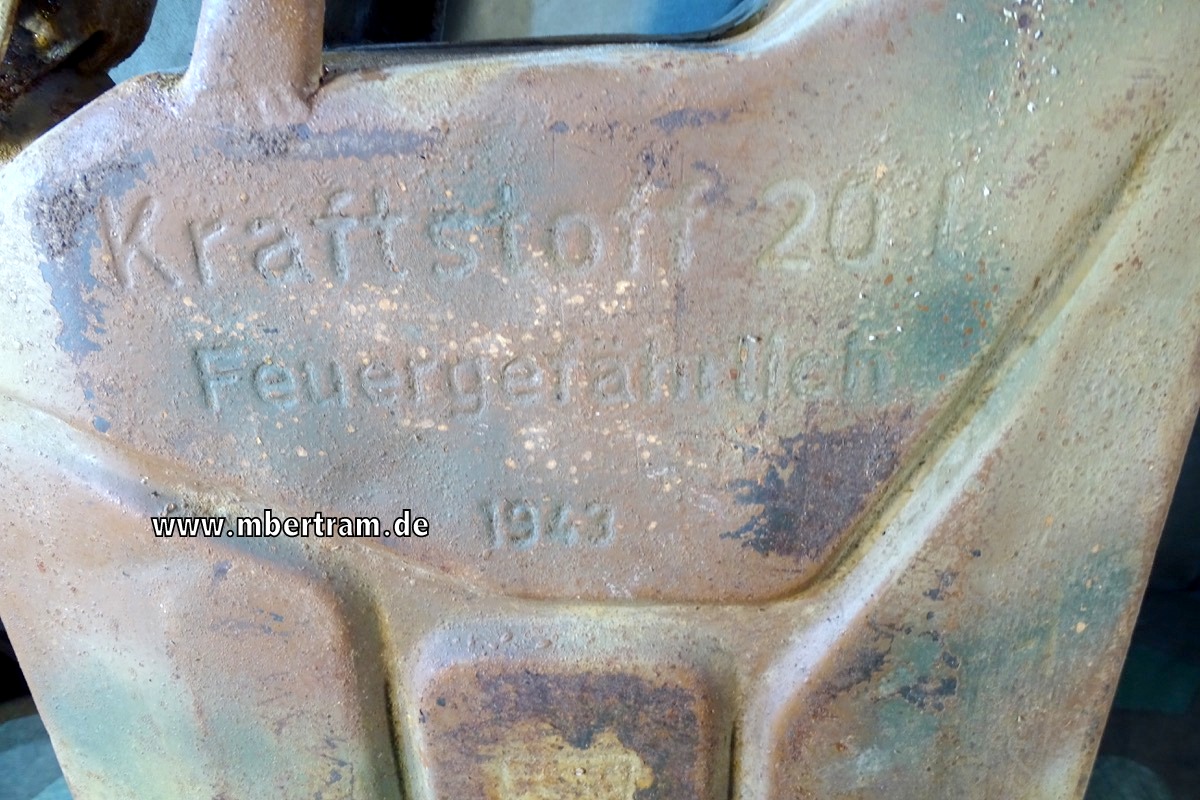 Kraftstoff 20 l
Feuergefährlich
1943
www.mbertram.de